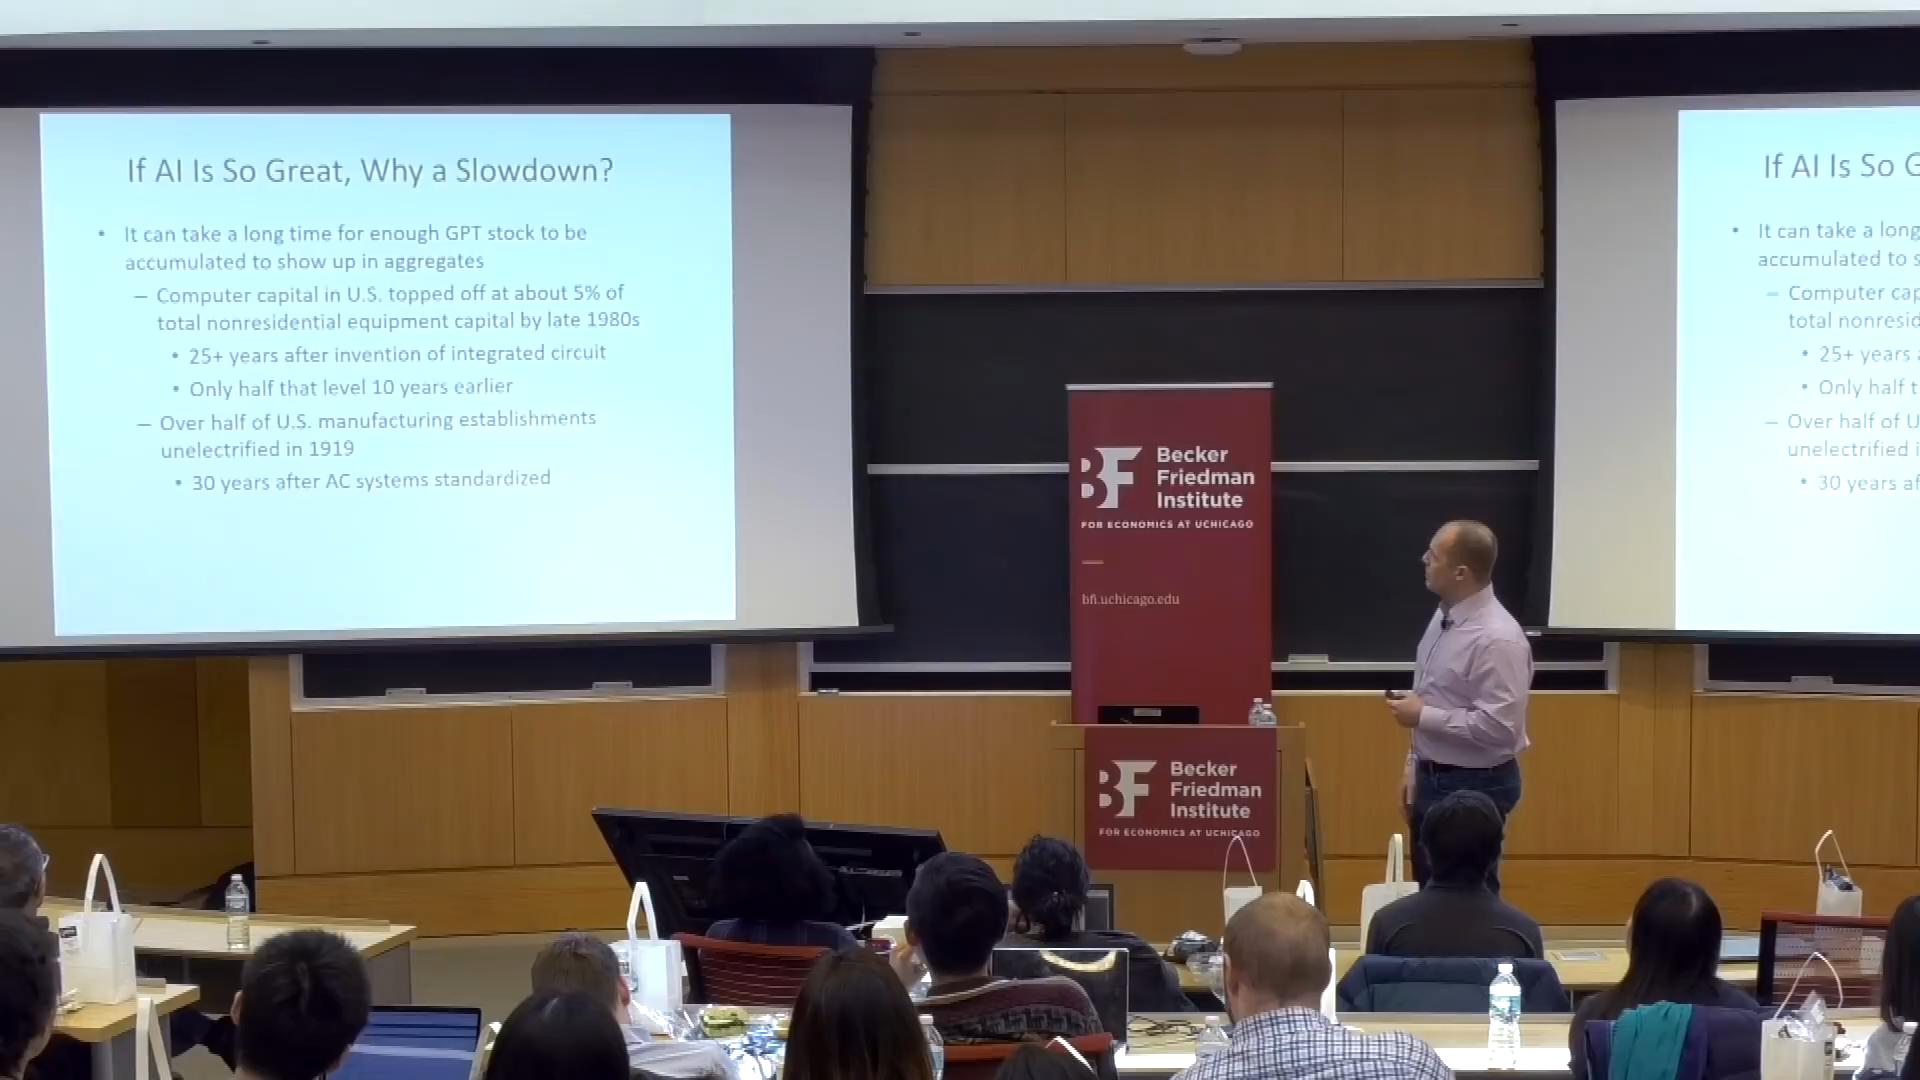 If AI Is So Great, Why a Slowdown?
• It can take a long time for enough GPT stock to be
accumulated to show up in aggregates
– Computer capital in U.S. topped off at about 5% of
total nonresidential equipment capital by late 1980s
• 25+ years after invention of integrated circuit
• Only half that level 10 years earlier
– Over half of U.S. manufacturing establishments
unelectrified in 1919
• 30 years after AC systems standardized
BF
Becker
Friedman
Institute
FOR ECONOMICS AT UCHICAGO
bfi.uchicago.edu
BF
Becker
Friedman
Institute
FOR ECONOMICS AT UCHICAGO
If AI Is So G
• It can take a long
accumulated to s
– Computer cap
total nonresid
• 25+ years a
• Only half t
– Over half of U
unelectrified i
• 30 years af